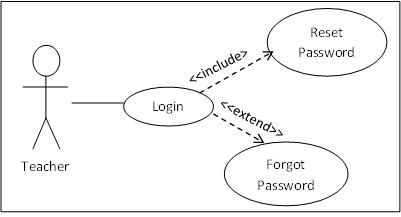 Reset
Password
<<include>
Login
<<extend>>
Teacher
Forgot
Password